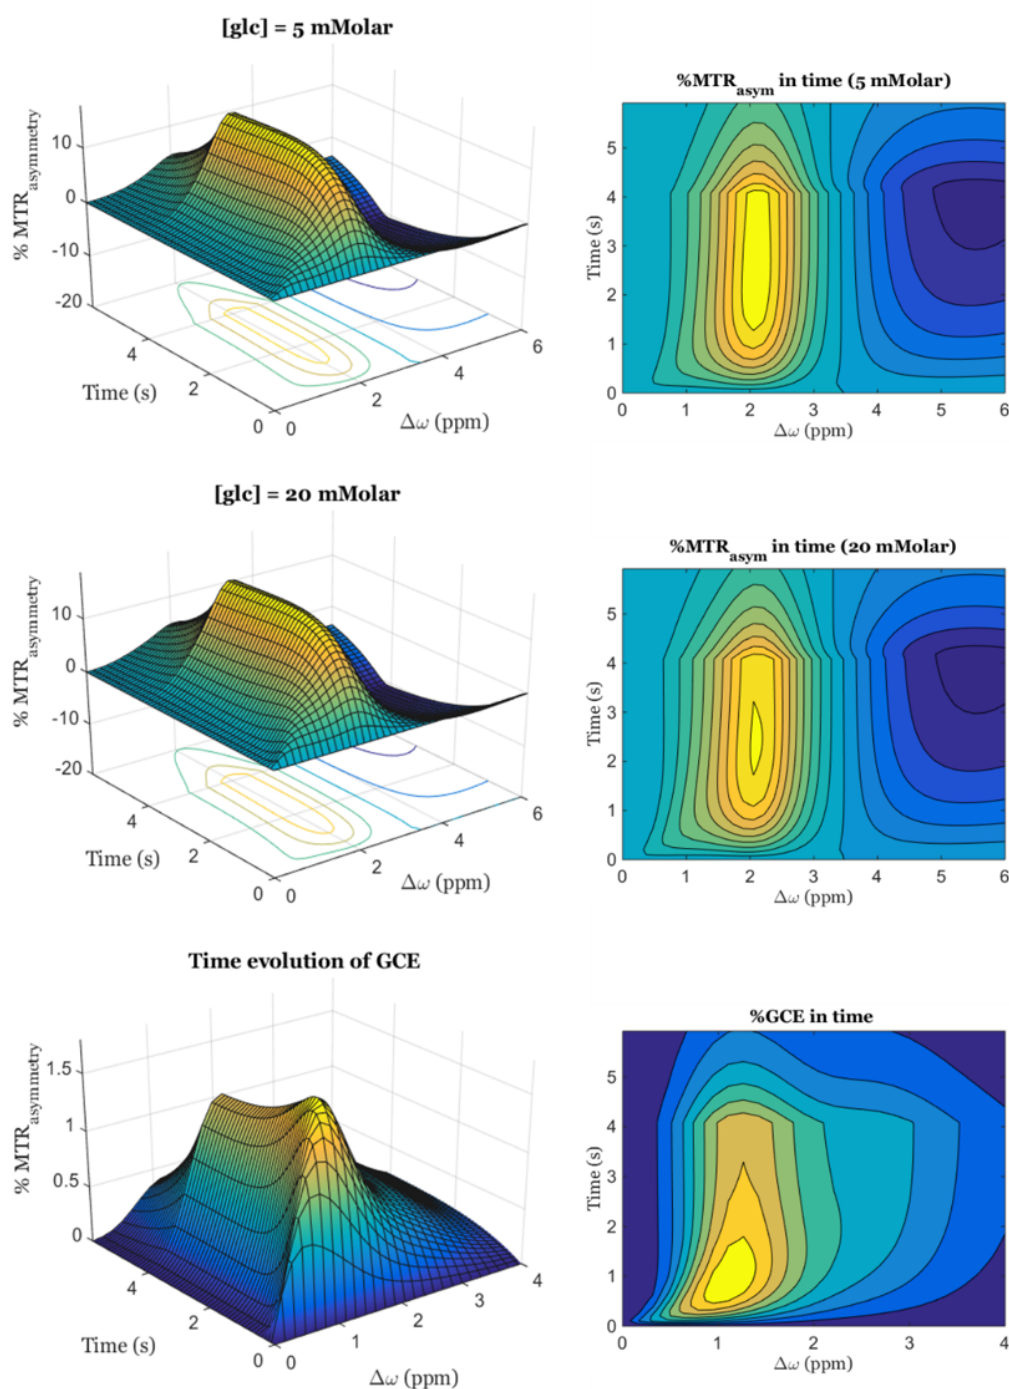 [glc] = 5 mMolar
% MTRasymmetry
10
0
-10
-20
4
2
0
Time (s)
0
2
4
6
Δω (ppm)
%MTRasym in time (5 mMolar)
Time (s)
5
4
3
2
1
0
0 1 2 3 4 5 6
Δω (ppm)
[glc] = 20 mMolar
% MTRasymmetry
10
0
-10
-20
4
2
0
Time (s)
0
2
4
6
Δω (ppm)
%MTRasym in time (20 mMolar)
Time (s)
5
4
3
2
1
0
0 1 2 3 4 5 6
Δω (ppm)
Time evolution of GCE
% MTRasymmetry
1.5
1
0.5
0
4
2
0
Time (s)
0
1
2
3
4
Δω (ppm)
%GCE in time
Time (s)
5
4
3
2
1
0
0 1 2 3 4
Δω (ppm)